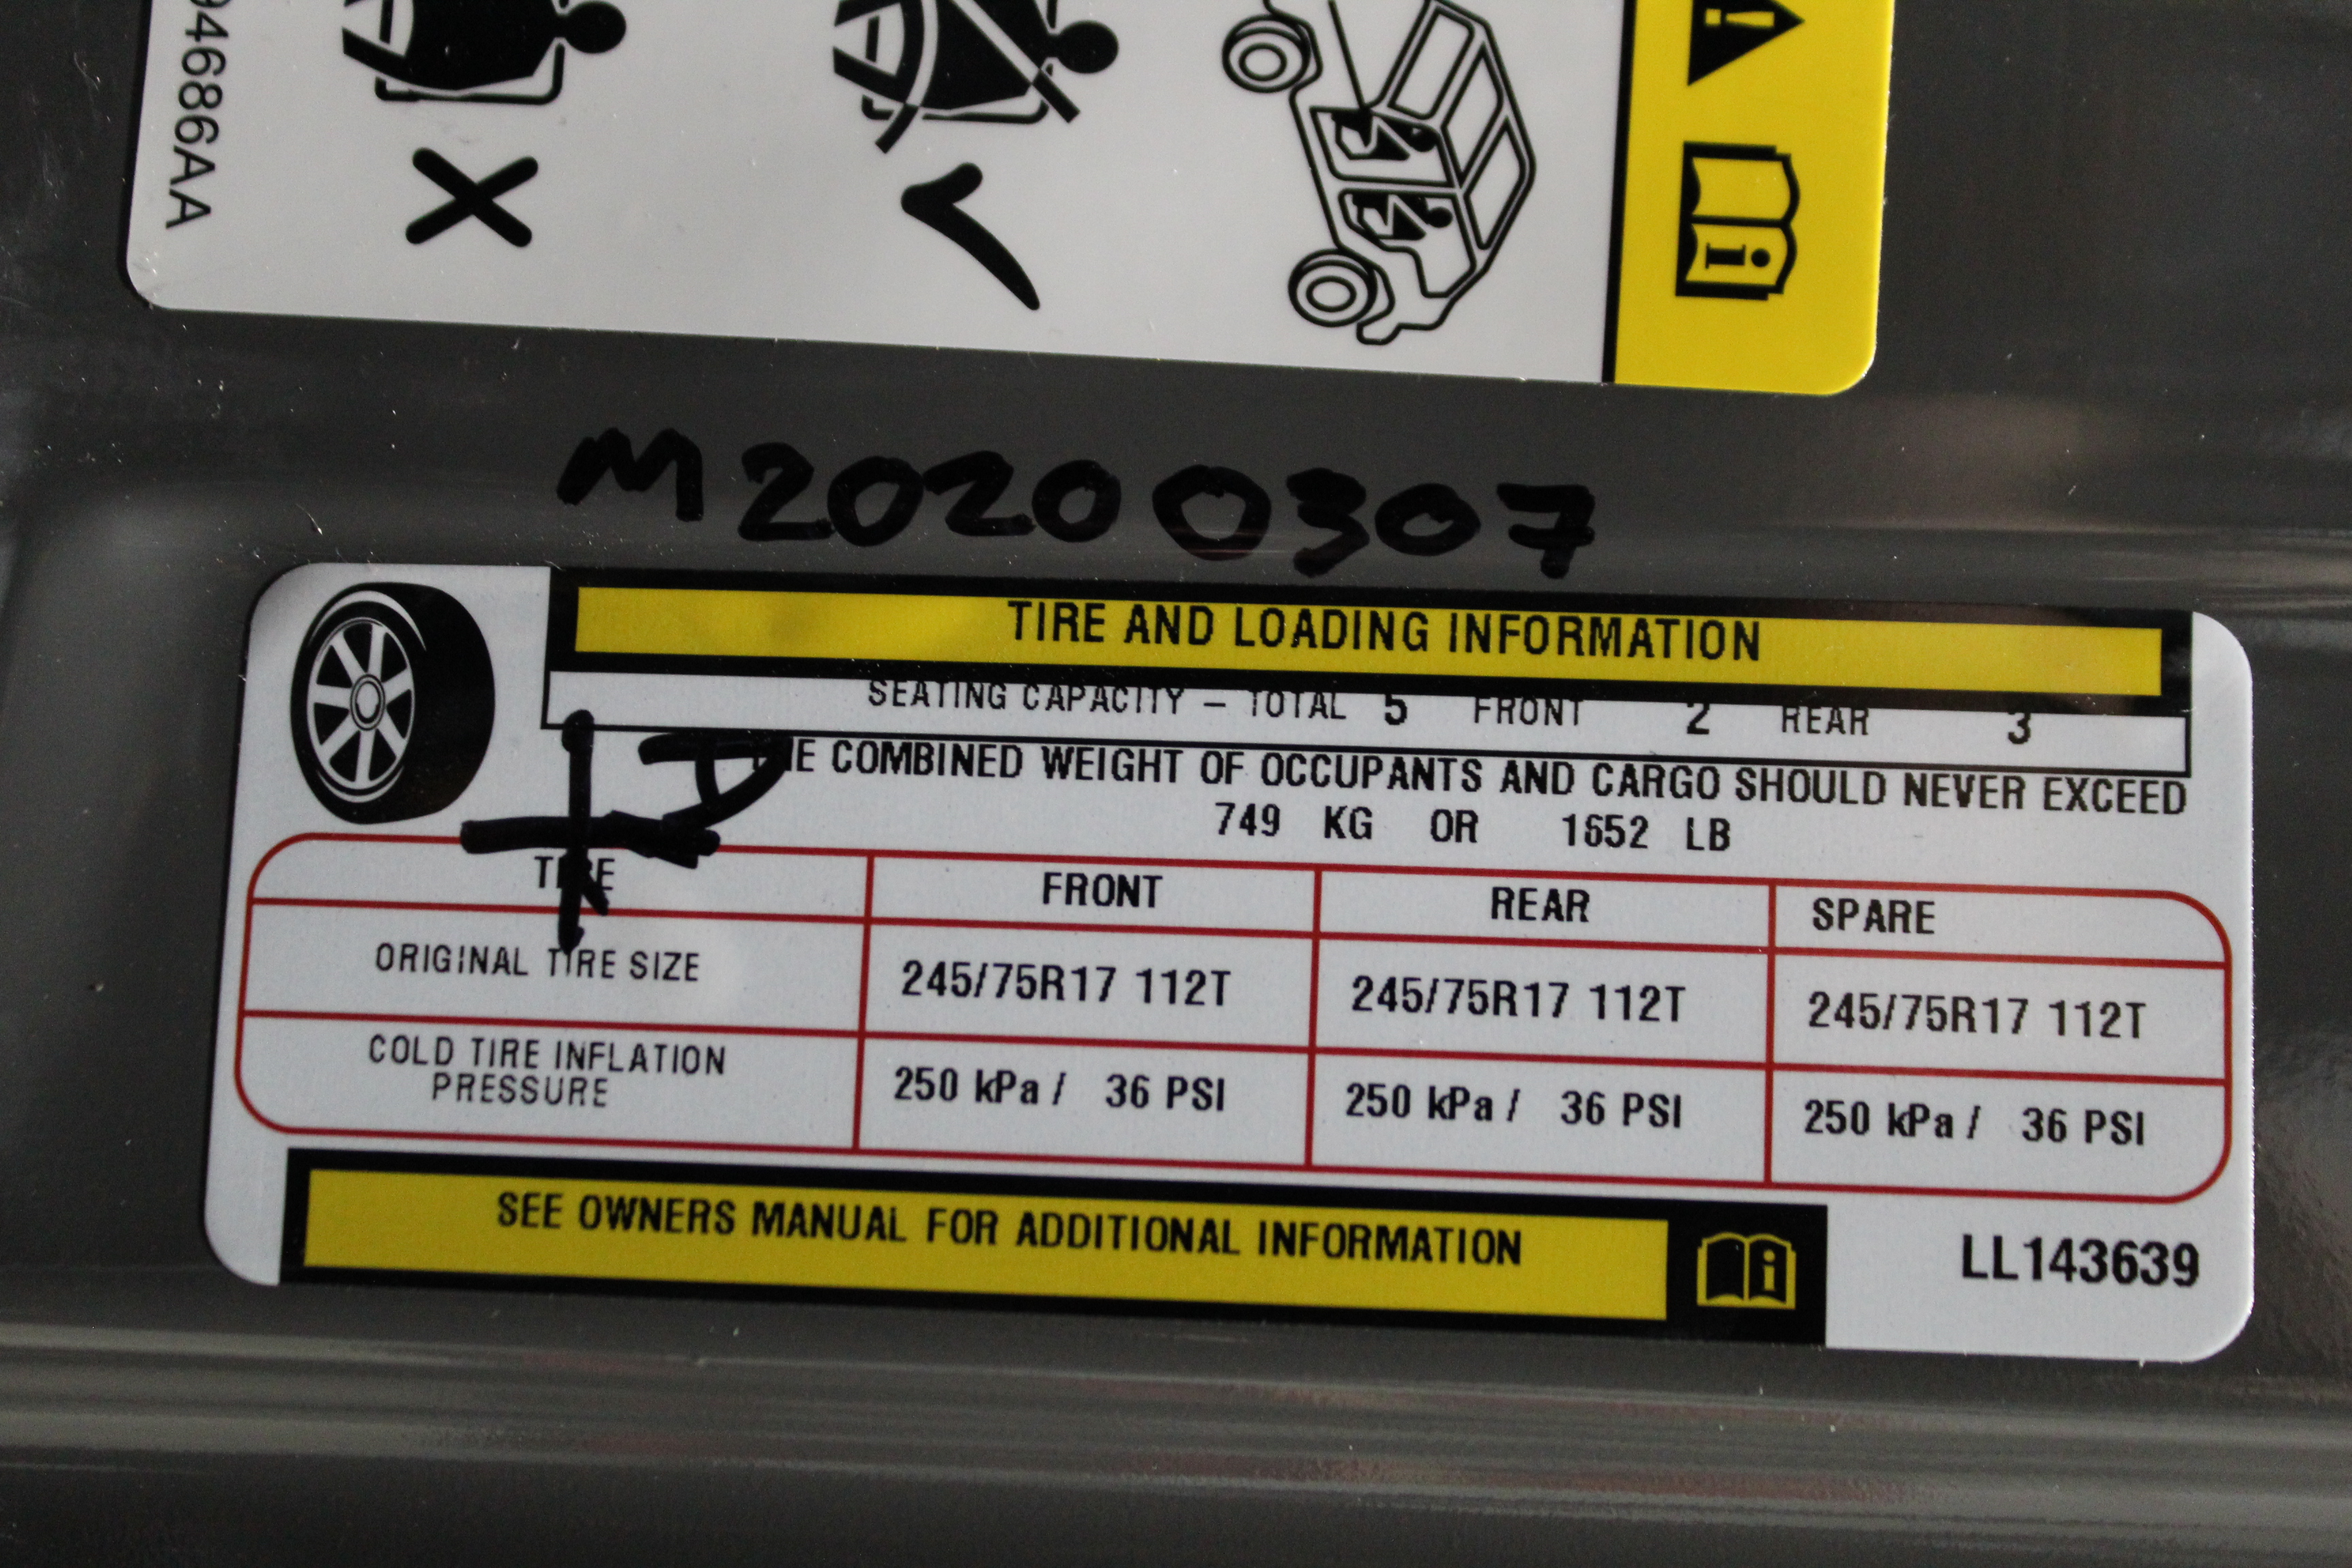 94686AA
M20200307
TIRE AND LOADING INFORMATION
SEATING CAPACITY – TOTAL 5 FRONT 2 REAR 3
THE COMBINED WEIGHT OF OCCUPANTS AND CARGO SHOULD NEVER EXCEED
749 KG OR 1652 LB
TIRE FRONT REAR SPARE
ORIGINAL TIRE SIZE 245/75R17 112T 245/75R17 112T 245/75R17 112T
COLD TIRE INFLATION
PRESSURE 250 kPa / 36 PSI 250 kPa / 36 PSI 250 kPa / 36 PSI
SEE OWNERS MANUAL FOR ADDITIONAL INFORMATION
LL143639